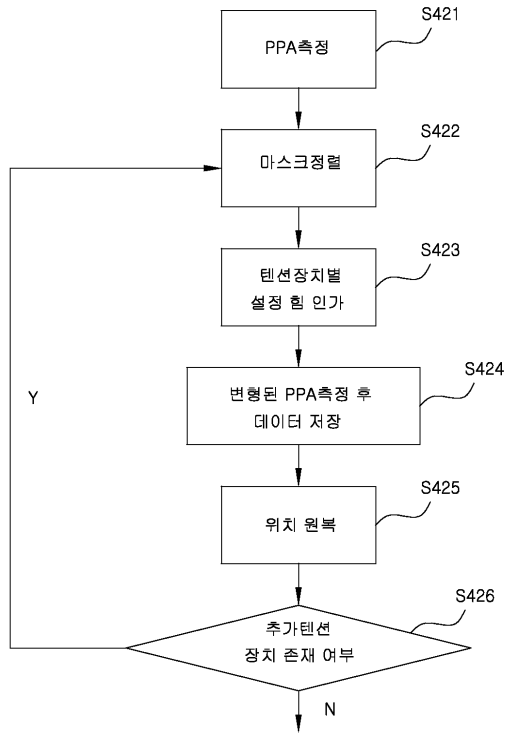 S421
PPA측정
S422
마스크정렬
S423
텐션장치별
설정 힘 인가
S424
변형된 PPA측정 후
데이터 저장
Y
S425
위치 원복
S426
추가텐션
장치 존재 여부
N